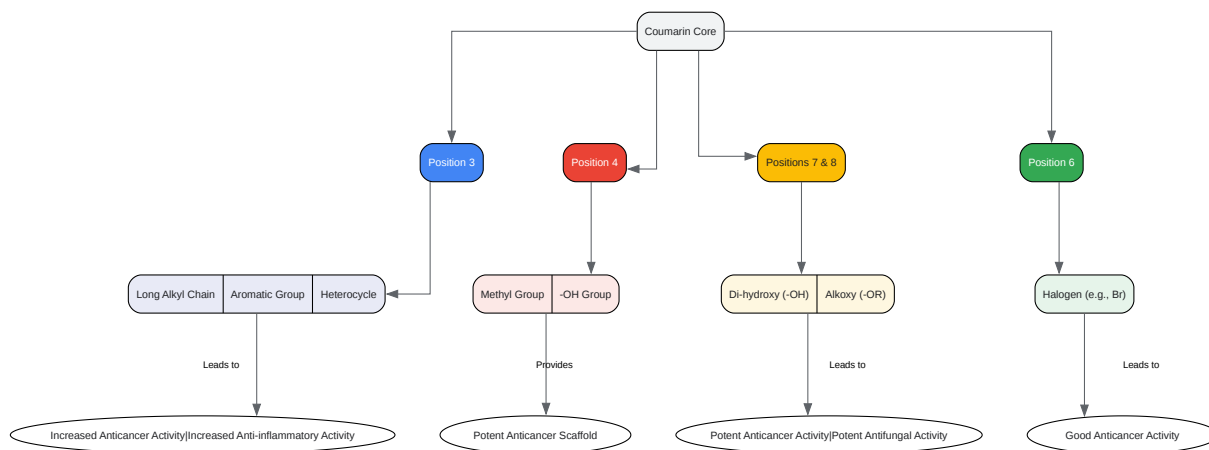 Coumarin Core
Position 3
Position 4
Positions 7 & 8
Position 6
Long Alkyl Chain
Aromatic Group
Heterocycle
Methyl Group
-OH Group
Di-hydroxy (-OH)
Alkoxy (-OR)
Halogen (e.g., Br)
Leads to
Provides
Leads to
Leads to
Increased Anticancer Activity|Increased Anti-inflammatory Activity
Potent Anticancer Scaffold
Potent Anticancer Activity|Potent Antifungal Activity
Good Anticancer Activity